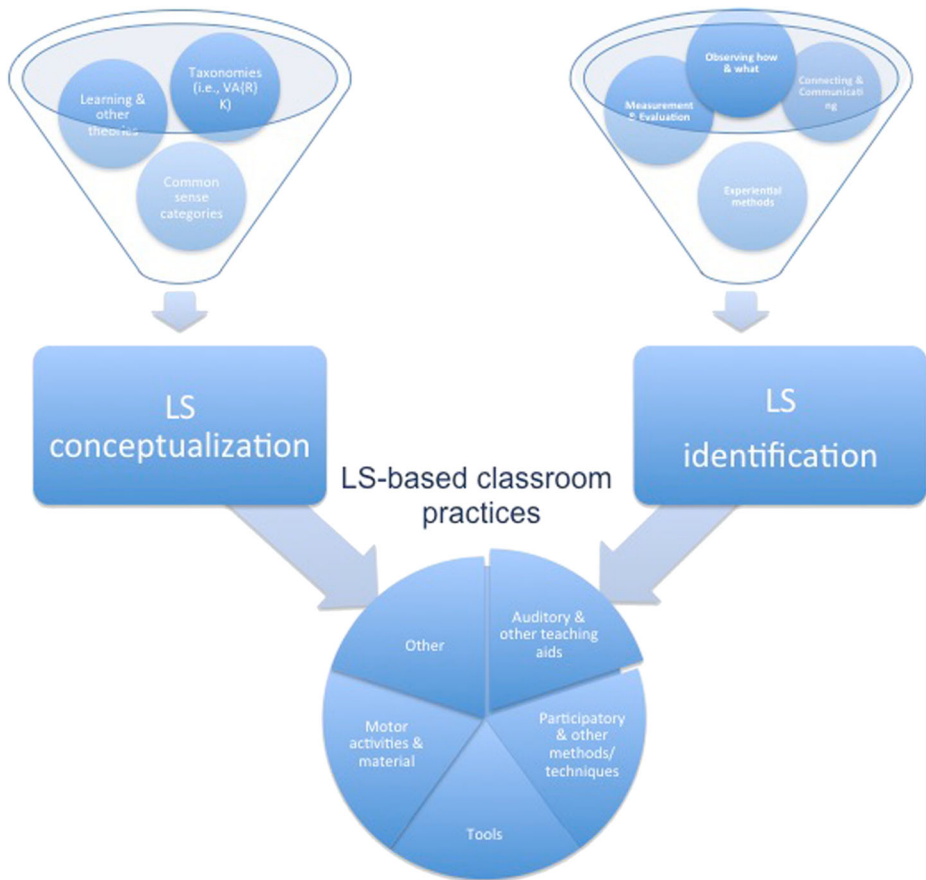 Learning &
other
theories
Taxonomies
(i.e., VA{R}
K)
Common
sense
categories
Measurement
& Evaluation
Observing how
& what
Connecting &
Communicati
ng
Experiential
methods
LS
conceptualization
LS
identification
LS-based classroom
practices
Other
Auditory &
other teaching
aids
Motor
activities &
material
Participatory
& other
methods/
techniques
Tools